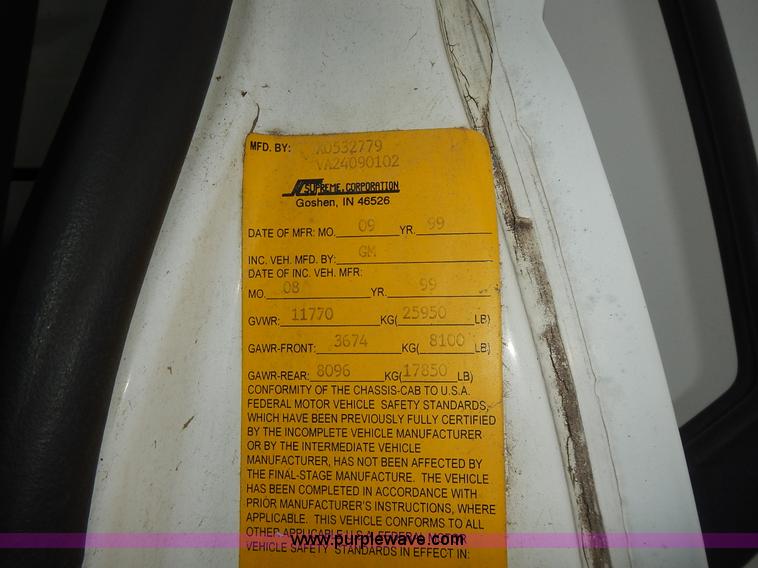 MFD. BY: X0532779
VA24090102
SUPREME CORPORATION
Goshen, IN 46526
DATE OF MFR: MO. 09 YR. 99
INC. VEH. MFD. BY: GM
DATE OF INC. VEH. MFR:
MO. 08 YR. 99
GVWR: 11770 KG( 25950 LB)
GAWR-FRONT: 3674 KG( 8100 LB)
GAWR-REAR: 8096 KG( 17850 LB)
CONFORMITY OF THE CHASSIS-CAB TO U.S.A.
FEDERAL MOTOR VEHICLE SAFETY STANDARDS,
WHICH HAVE BEEN PREVIOUSLY FULLY CERTIFIED
BY THE INCOMPLETE VEHICLE MANUFACTURER
OR BY THE INTERMEDIATE VEHICLE
MANUFACTURER, HAS NOT BEEN AFFECTED BY
THE FINAL-STAGE MANUFACTURE. THE VEHICLE
HAS BEEN COMPLETED IN ACCORDANCE WITH
PRIOR MANUFACTURER'S INSTRUCTIONS, WHERE
APPLICABLE. THIS VEHICLE CONFORMS TO ALL
OTHER APPLICABLE U.S.A. FEDERAL MOTOR
www.purplewave.com
VEHICLE SAFETY STANDARDS IN EFFECT IN: